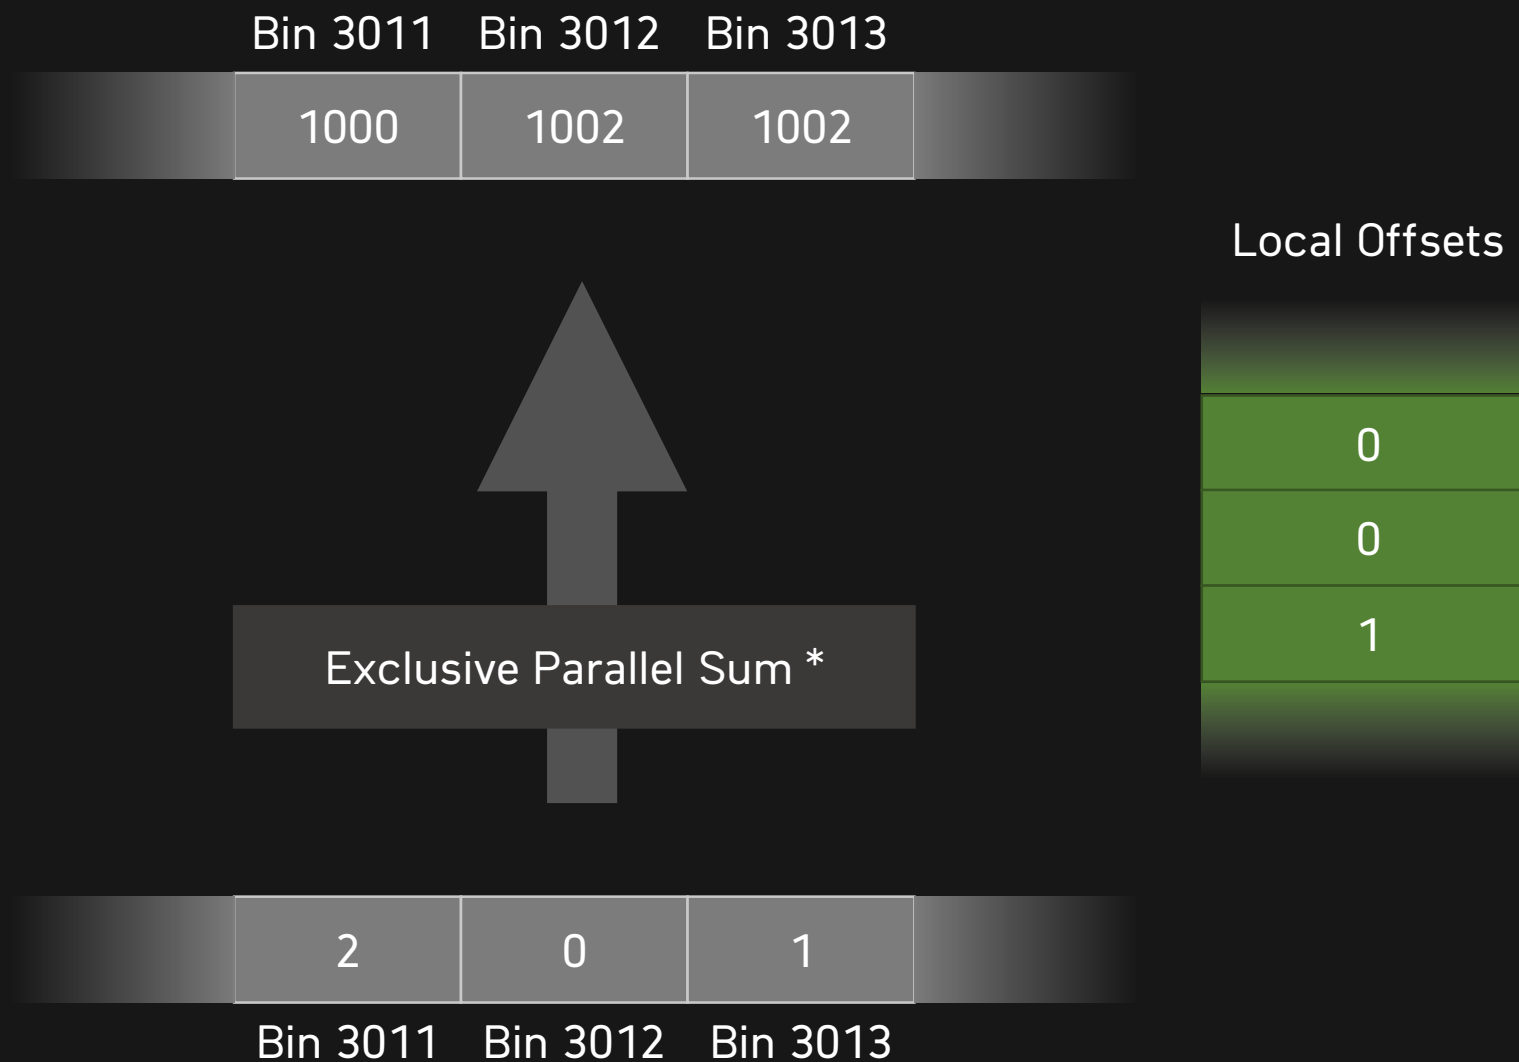 Bin 3011 Bin 3012 Bin 3013
1000 1002 1002
Local Offsets
0
0
1
Exclusive Parallel Sum *
2 0 1
Bin 3011 Bin 3012 Bin 3013